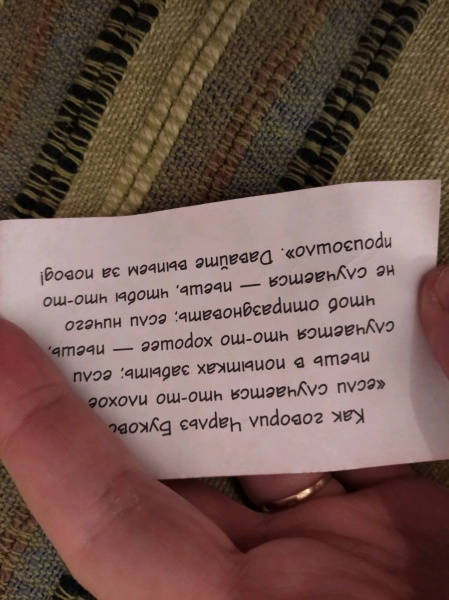 Как говорил Чарльз Буковс
«если случается что-то плохое
пьешь в попытках забыть; если
случается что-то хорошее — пьешь,
чтоб отпраздновать; если ничего
не случается — пьешь, чтобы что-то
произошло». Давайте выпьем за повод!